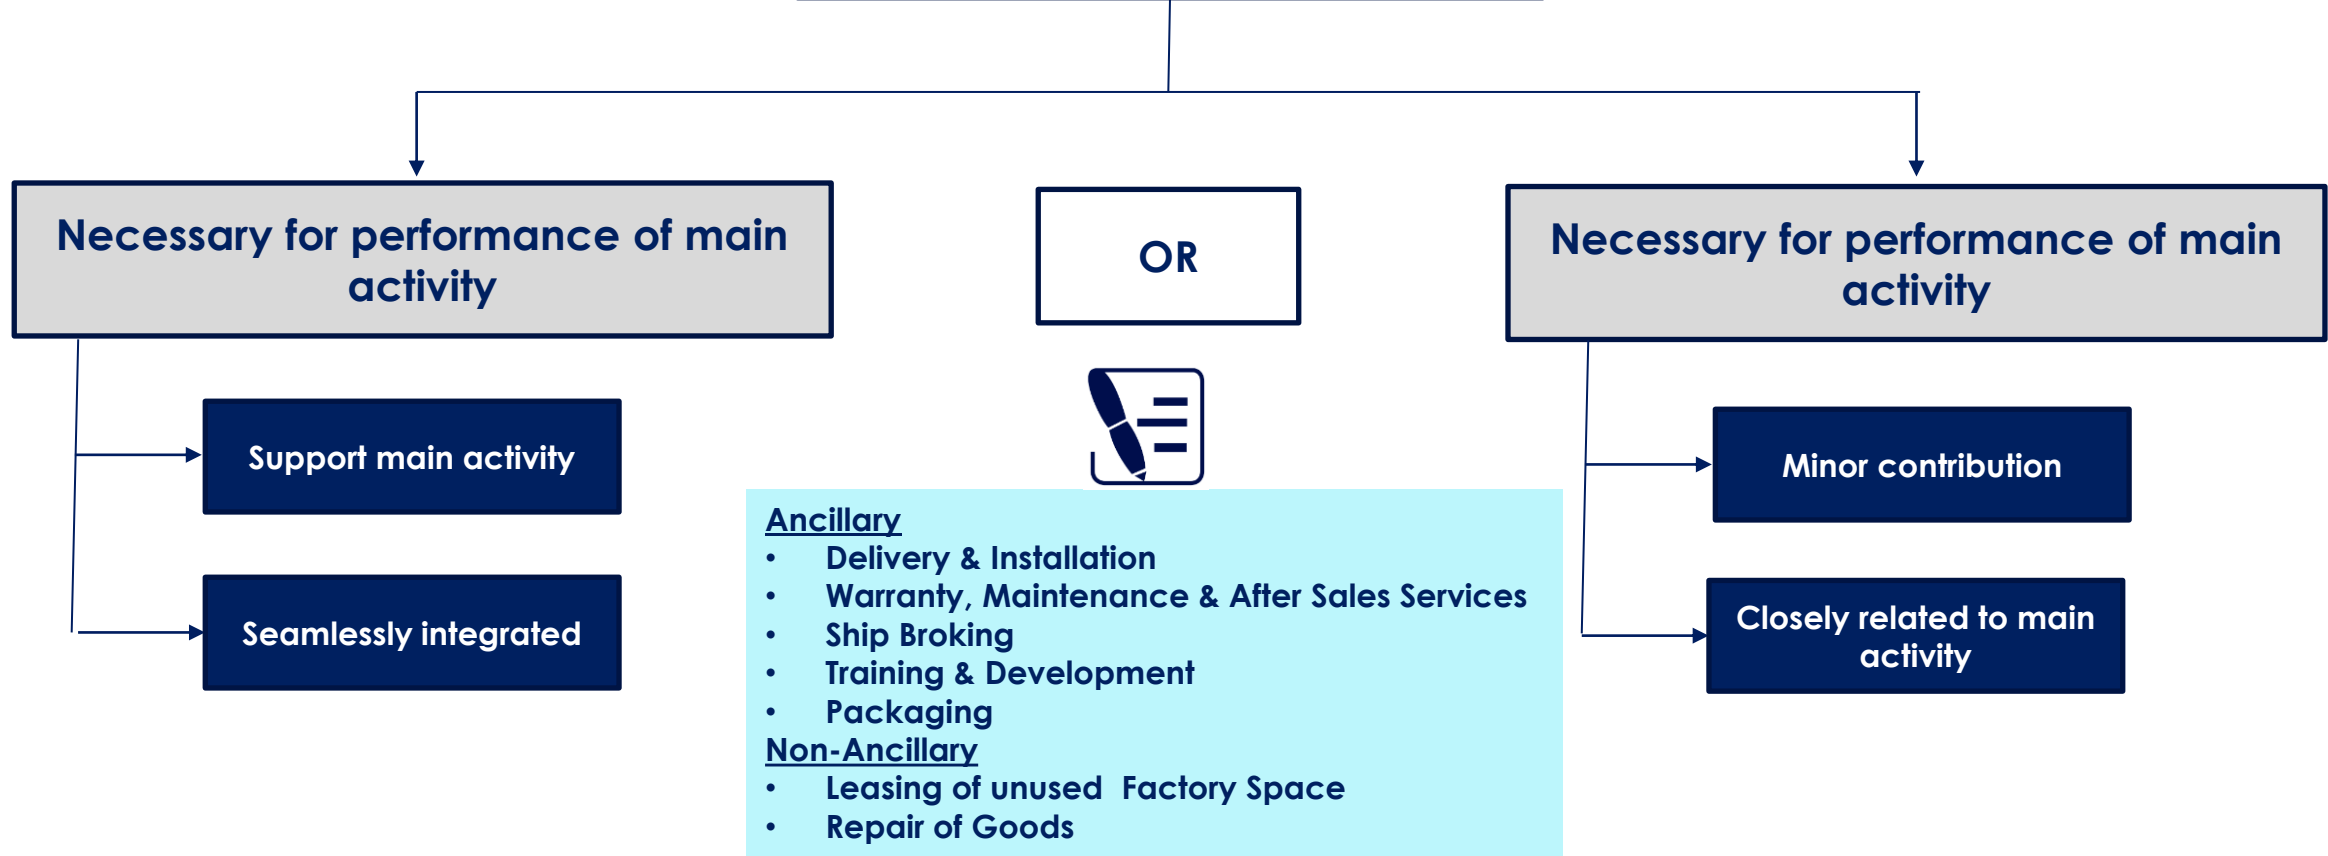 Necessary for performance of main
activity
OR
Necessary for performance of main
activity
Support main activity
Seamlessly integrated
Ancillary
• Delivery & Installation
• Warranty, Maintenance & After Sales Services
• Ship Broking
• Training & Development
• Packaging
Non-Ancillary
• Leasing of unused  Factory Space
• Repair of Goods
Minor contribution
Closely related to main
activity